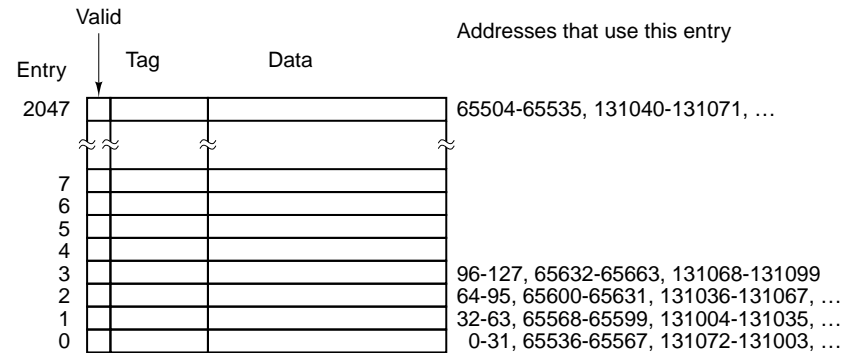 Valid
Addresses that use this entry
Entry
Tag
Data
2047
65504-65535, 131040-131071, …
7
6
5
4
3
96-127, 65632-65663, 131068-131099
2
64-95, 65600-65631, 131036-131067, …
1
32-63, 65568-65599, 131004-131035, …
0
0-31, 65536-65567, 131072-131003, …